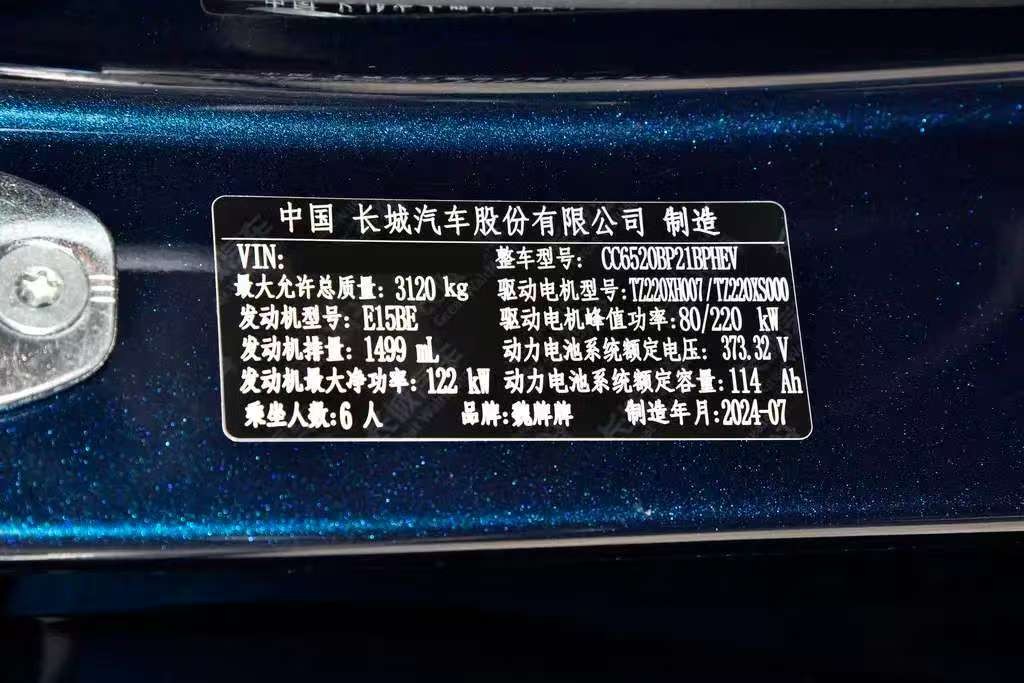 中国 长城汽车股份有限公司 制造
VIN: 整车型号: CC6520BP21BPHEV
最大允许总质量: 3120 kg 驱动电机型号:TZ220XH007/TZ220XS000
发动机型号: E15BE 驱动电机峰值功率:80/220 kW
发动机排量: 1499 mL 动力电池系统额定电压: 373.32 V
发动机最大净功率: 122 kW 动力电池系统额定容量:114 Ah
乘坐人数:6 人 品牌:魏牌牌 制造年月:2024-07